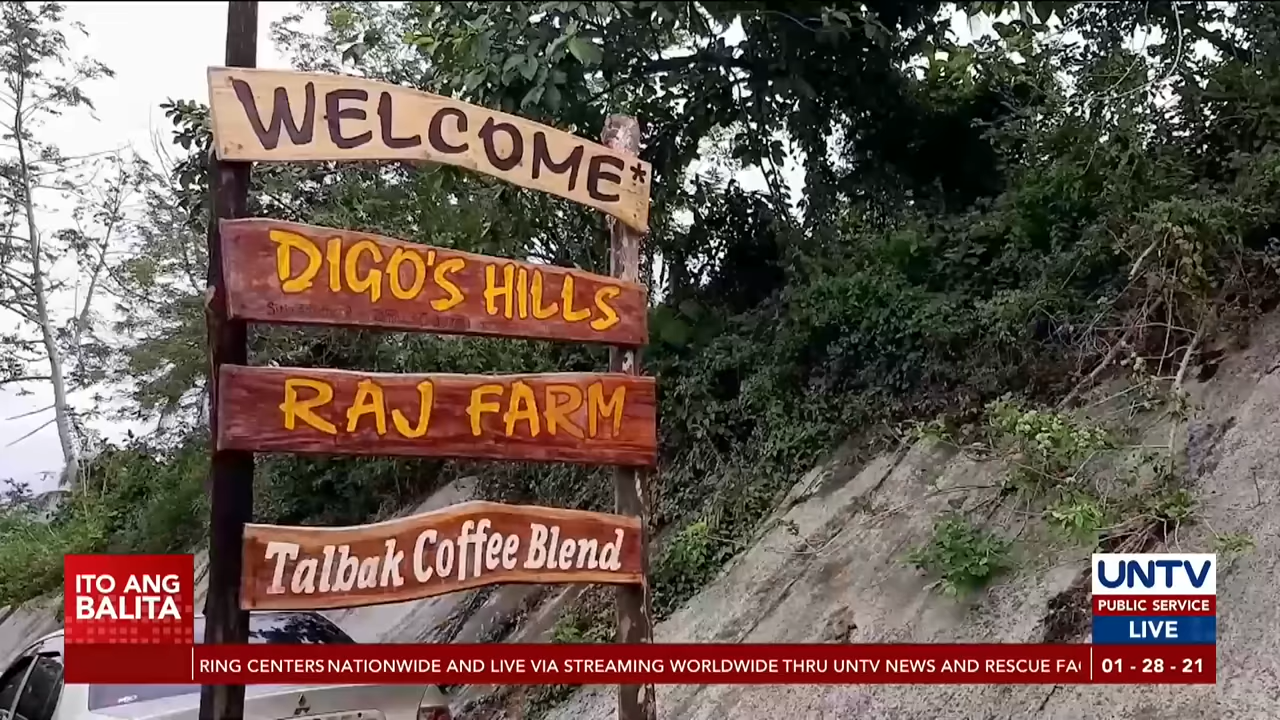 WELCOME*
DIGO'S HILLS
RAJ FARM
Talbak Coffee Blend
ITO ANG
BALITA
UNTV
PUBLIC SERVICE
LIVE
RING CENTERS NATIONWIDE AND LIVE VIA STREAMING WORLDWIDE THRU UNTV NEWS AND RESCUE FA
01 - 28 - 21